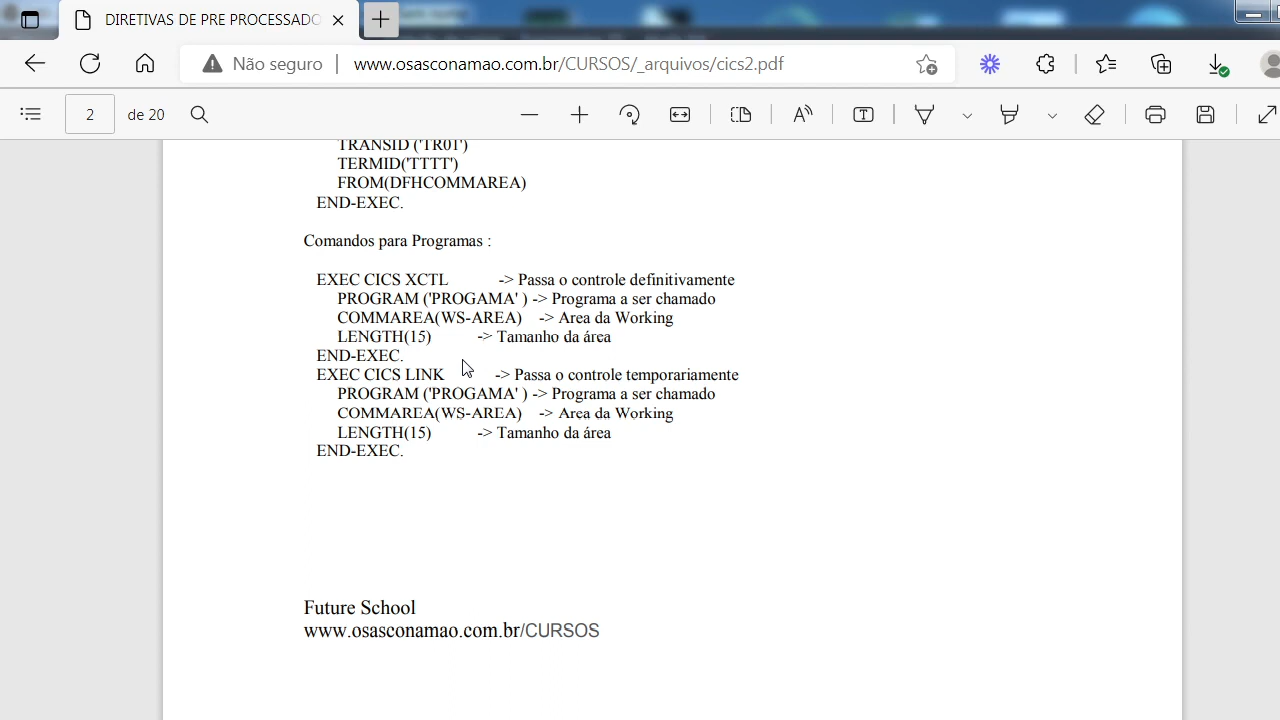 DIRETIVAS DE PRE PROCESSADO
Não seguro
www.osasconamao.com.br/CURSOS/_arquivos/cics2.pdf
2 de 20
TRANSID ('TR01')
TERMID('TTTT')
FROM(DFHCOMMAREA)
END-EXEC.
Comandos para Programas :
EXEC CICS XCTL -> Passa o controle definitivamente
PROGRAM ('PROGAMA' ) -> Programa a ser chamado
COMMAREA(WS-AREA) -> Area da Working
LENGTH(15) -> Tamanho da área
END-EXEC.
EXEC CICS LINK -> Passa o controle temporariamente
PROGRAM ('PROGAMA' ) -> Programa a ser chamado
COMMAREA(WS-AREA) -> Area da Working
LENGTH(15) -> Tamanho da área
END-EXEC.
Future School
www.osasconamao.com.br/CURSOS